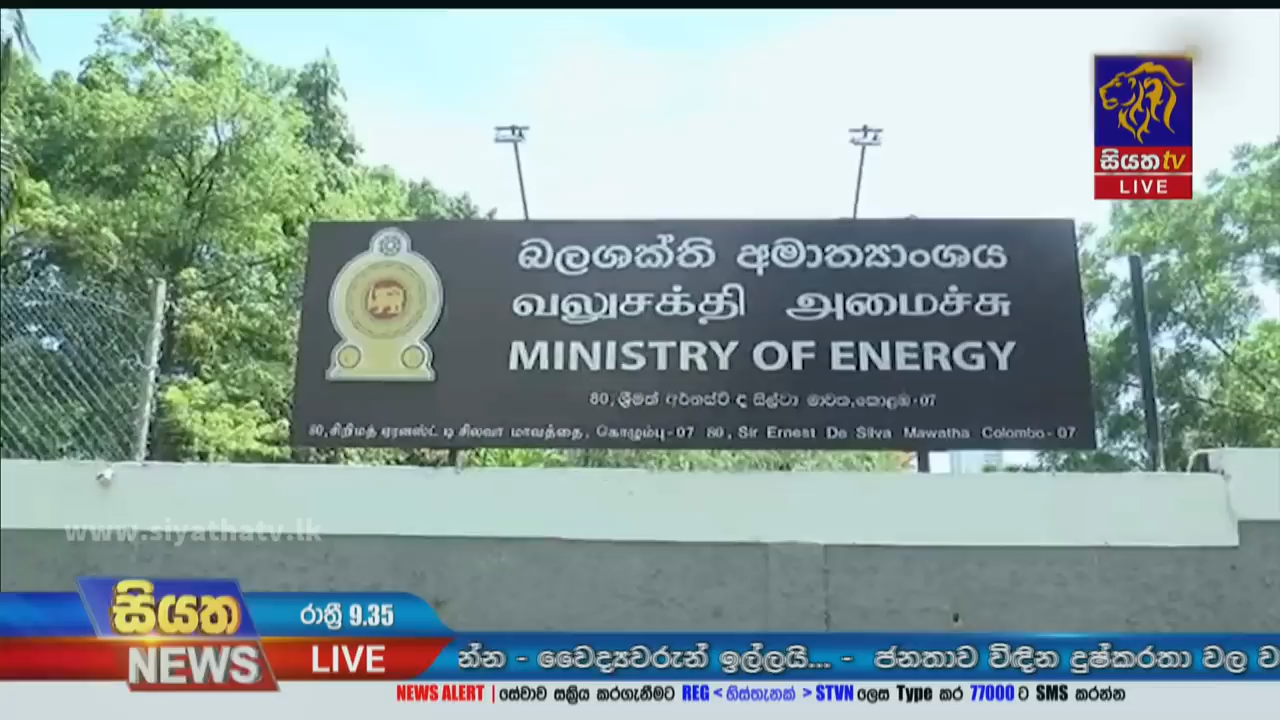 සියත tv
LIVE
බලශක්ති අමාත්‍යාංශය
வலுசக்தி அமைச்சு
MINISTRY OF ENERGY
80, ශ්‍රීමත් අර්නස්ට් ද සිල්වා මාවත, කොළඹ - 07
80, சிறிமத் ஏரனஸ்ட் டி சிலவா மாவத்தை, கொழும்பு - 07 80, Sir Ernest De Silva Mawatha Colombo - 07
www.siyathatv.lk
සියත
NEWS
රාත්‍රී 9.35
LIVE
න්න - වෛද්‍යවරුන් ඉල්ලයි... - ජනතාව විඳින දුෂ්කරතා වල ව
NEWS ALERT | සේවාව සක්‍රිය කරගැනීමට REG < හිස්තැනක් > STVN ලෙස Type කර 77000 ට SMS කරන්න